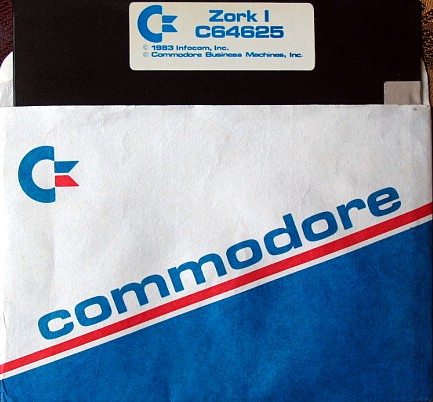 Zork I
C64625
© 1983 Infocom, Inc.
© Commodore Business Machines, Inc.
commodore